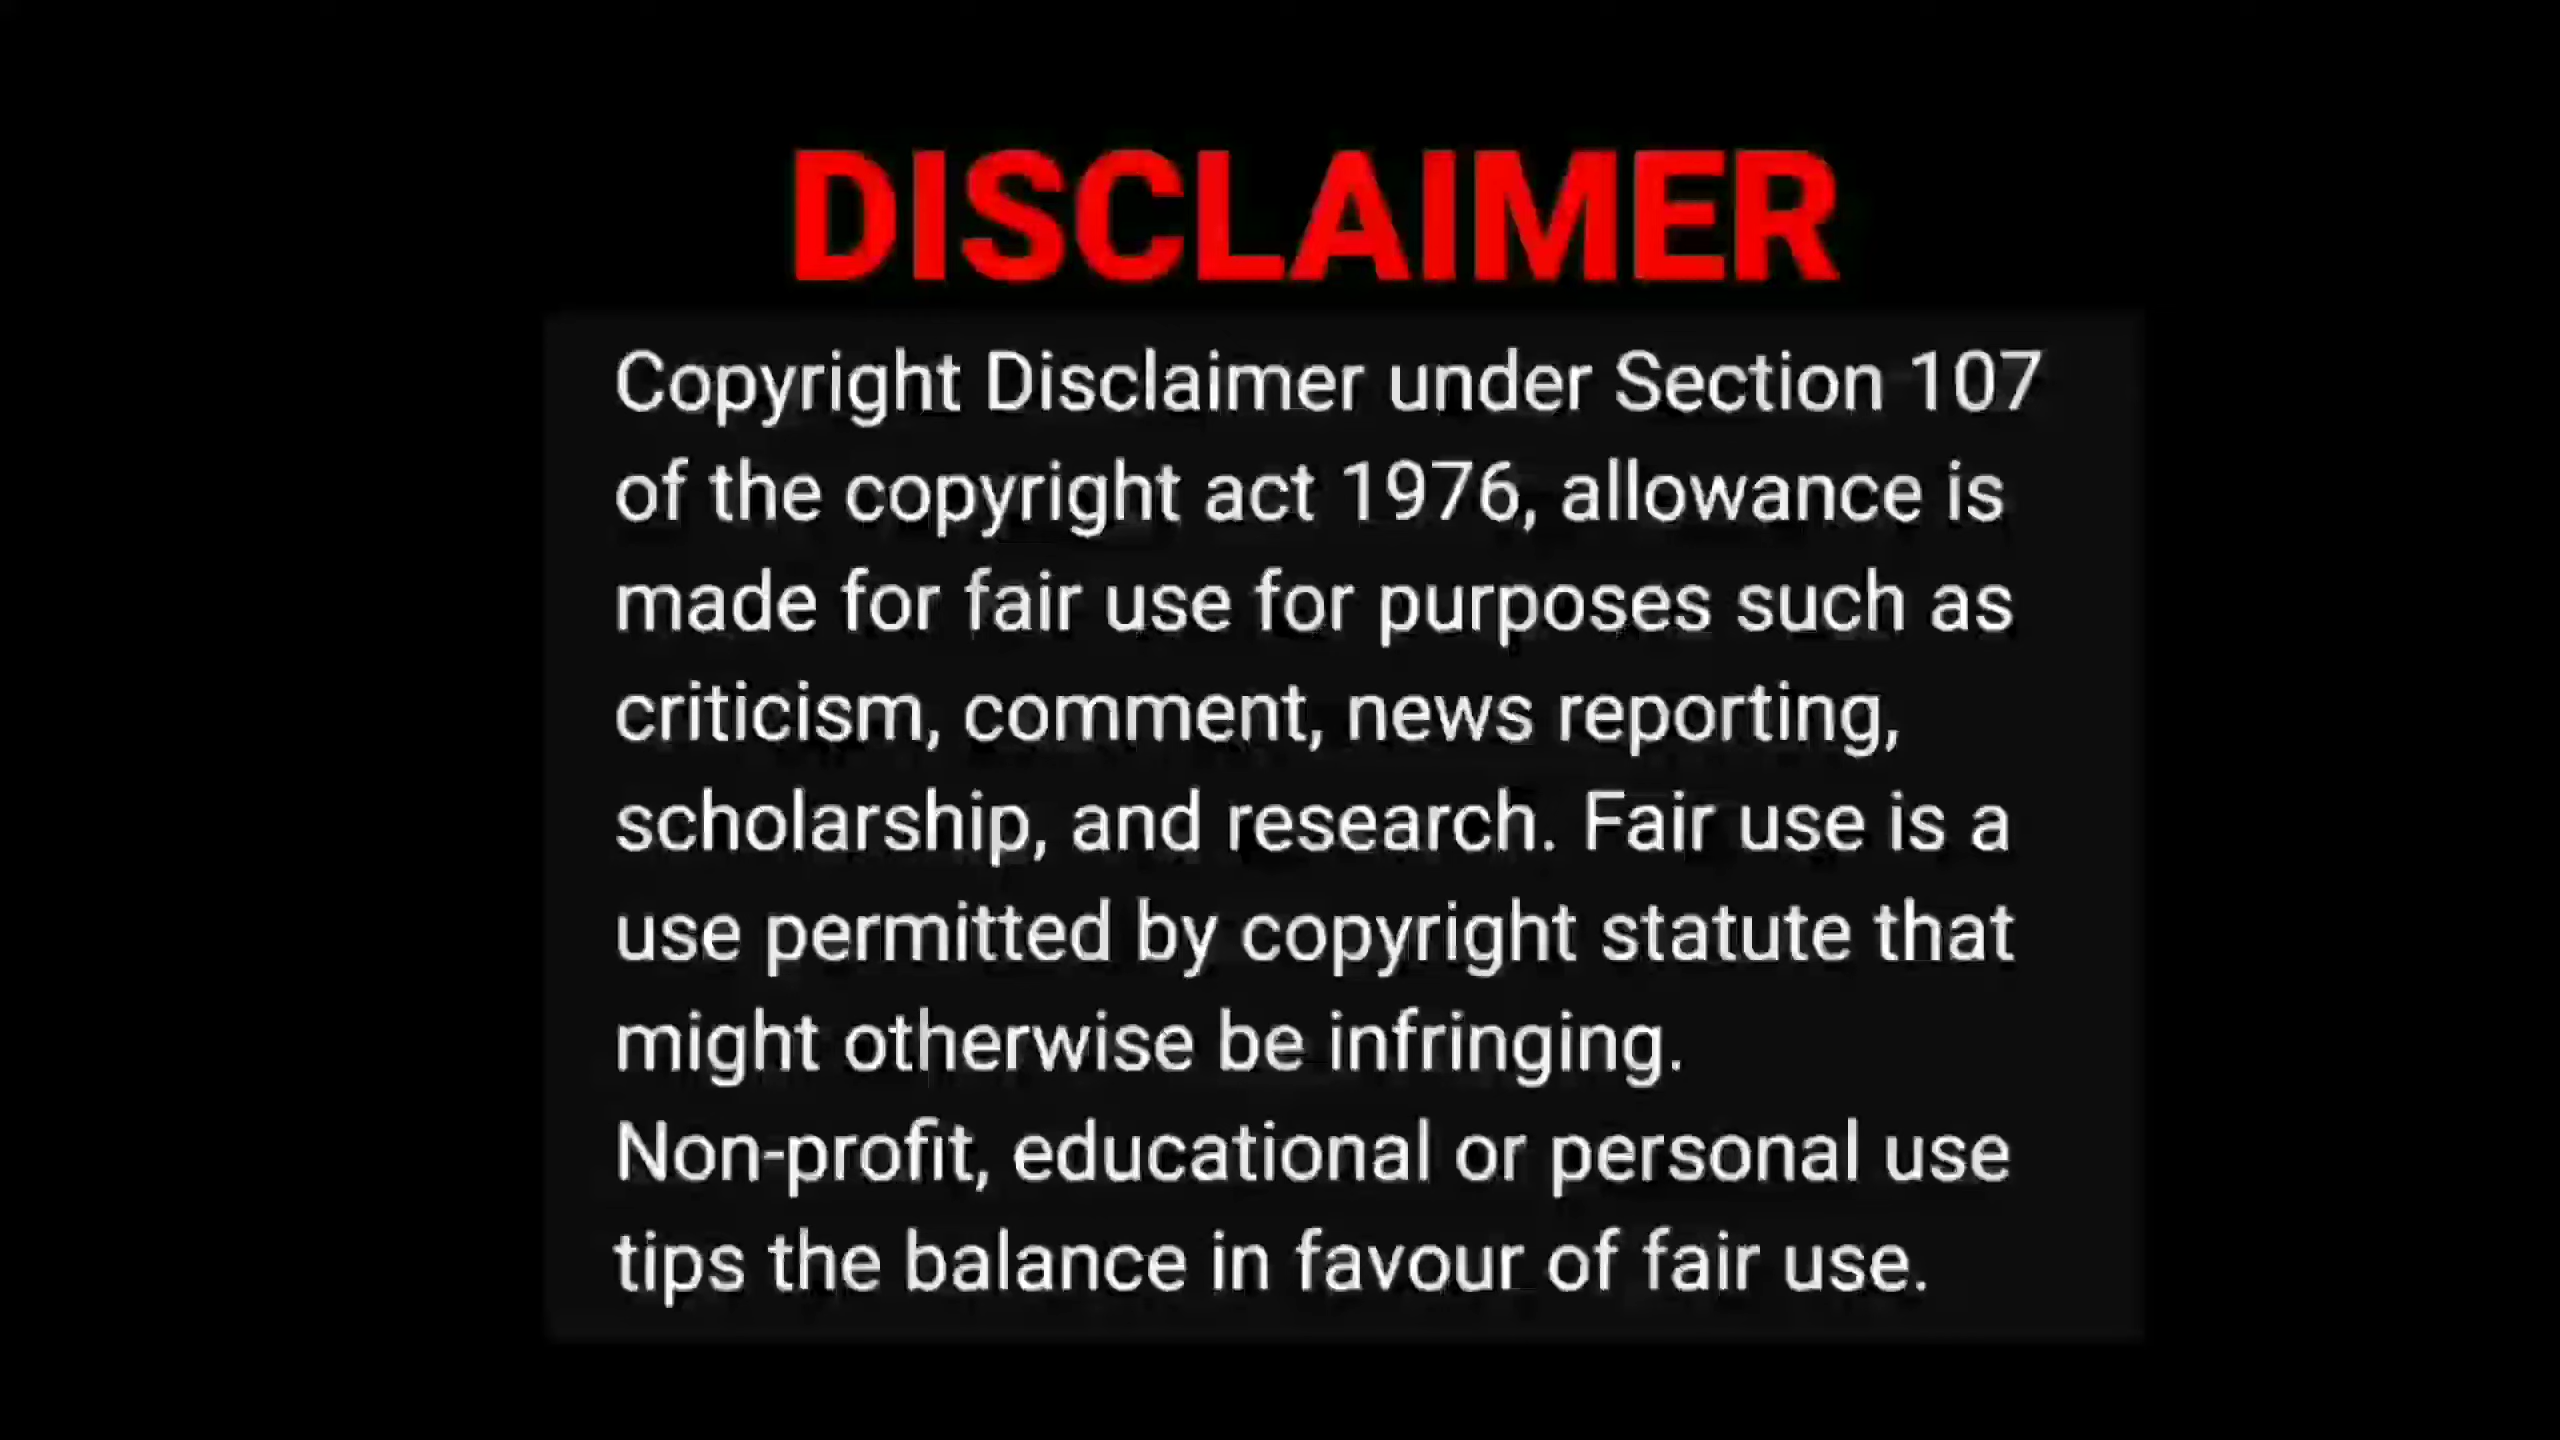 DISCLAIMER
Copyright Disclaimer under Section 107
of the copyright act 1976, allowance is
made for fair use for purposes such as
criticism, comment, news reporting,
scholarship, and research. Fair use is a
use permitted by copyright statute that
might otherwise be infringing.
Non-profit, educational or personal use
tips the balance in favour of fair use.